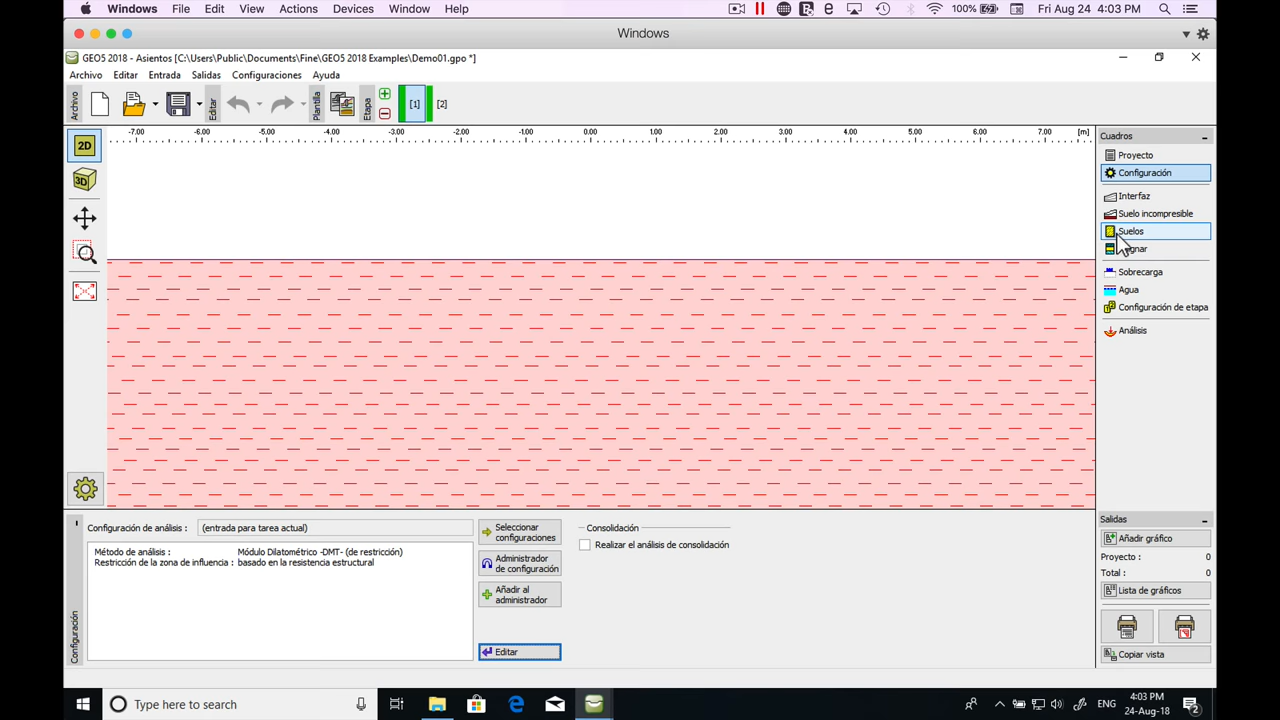 Windows File Edit View Actions Devices Window Help 100% Fri Aug 24 4:03 PM
Windows
GEO5 2018 - Asientos [C:\Users\Public\Documents\Fine\GEO5 2018 Examples\Demo01.gpo *]
Archivo Editar Entrada Salidas Configuraciones Ayuda
Archivo Editar Plantilla Etapa [1] [2]
-7.00 -6.00 -5.00 -4.00 -3.00 -2.00 -1.00 0.00 1.00 2.00 3.00 4.00 5.00 6.00 7.00 [m]
2D
3D
Cuadros
Proyecto
Configuración
Interfaz
Suelo incompresible
Suelos
Sobrecarga
Agua
Configuración de etapa
Análisis
Configuración
Configuración de análisis : (entrada para tarea actual)
Método de análisis : Módulo Dilatométrico -DMT- (de restricción)
Restricción de la zona de influencia : basado en la resistencia estructural
Seleccionar
configuraciones
Administrador
de configuración
Añadir al
administrador
Editar
Consolidación
Realizar el análisis de consolidación
Salidas
Añadir gráfico
Proyecto : 0
Total : 0
Lista de gráficos
Copiar vista
Type here to search
ENG
4:03 PM
24-Aug-18
2